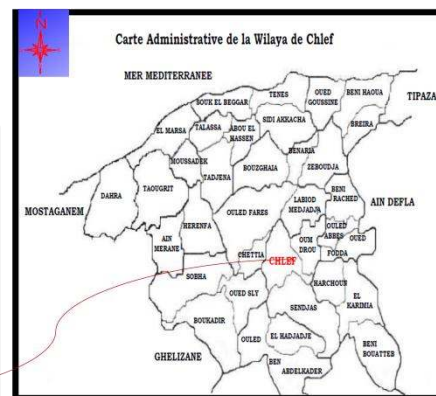 N
Carte Administrative de la Wilaya de Chlef
MER MEDITERRANEE
TENES
OUED
GOUSSINE
BENI HAOUA
TIPAZA
BOUK EL BEGGAR
SIDI AKKACHA
BREIRA
EL MARSA
TALASSA
ABOU EL
HASSEN
MOUSSADEK
BENARIA
ZEBOUDJA
TADJENA
BOUZGHAIA
DAHRA
TAOUGRIT
BENI
RACHED
AIN DEFLA
MOSTAGANEM
OULED FARES
LABIOD
MEDJADJA
HERENFA
AIN
MERANE
OULED
ABBES
OUED
FODDA
OUM
DROU
CHETTIA
CHLEF
SOBHA
HARCHOUN
OUED SLY
EL
KARIMIA
BOUKADIR
SENDJAS
OULED
BEN
ABDELKADER
EL HADJADJE
BENI
BOUATTEB
GHELIZANE